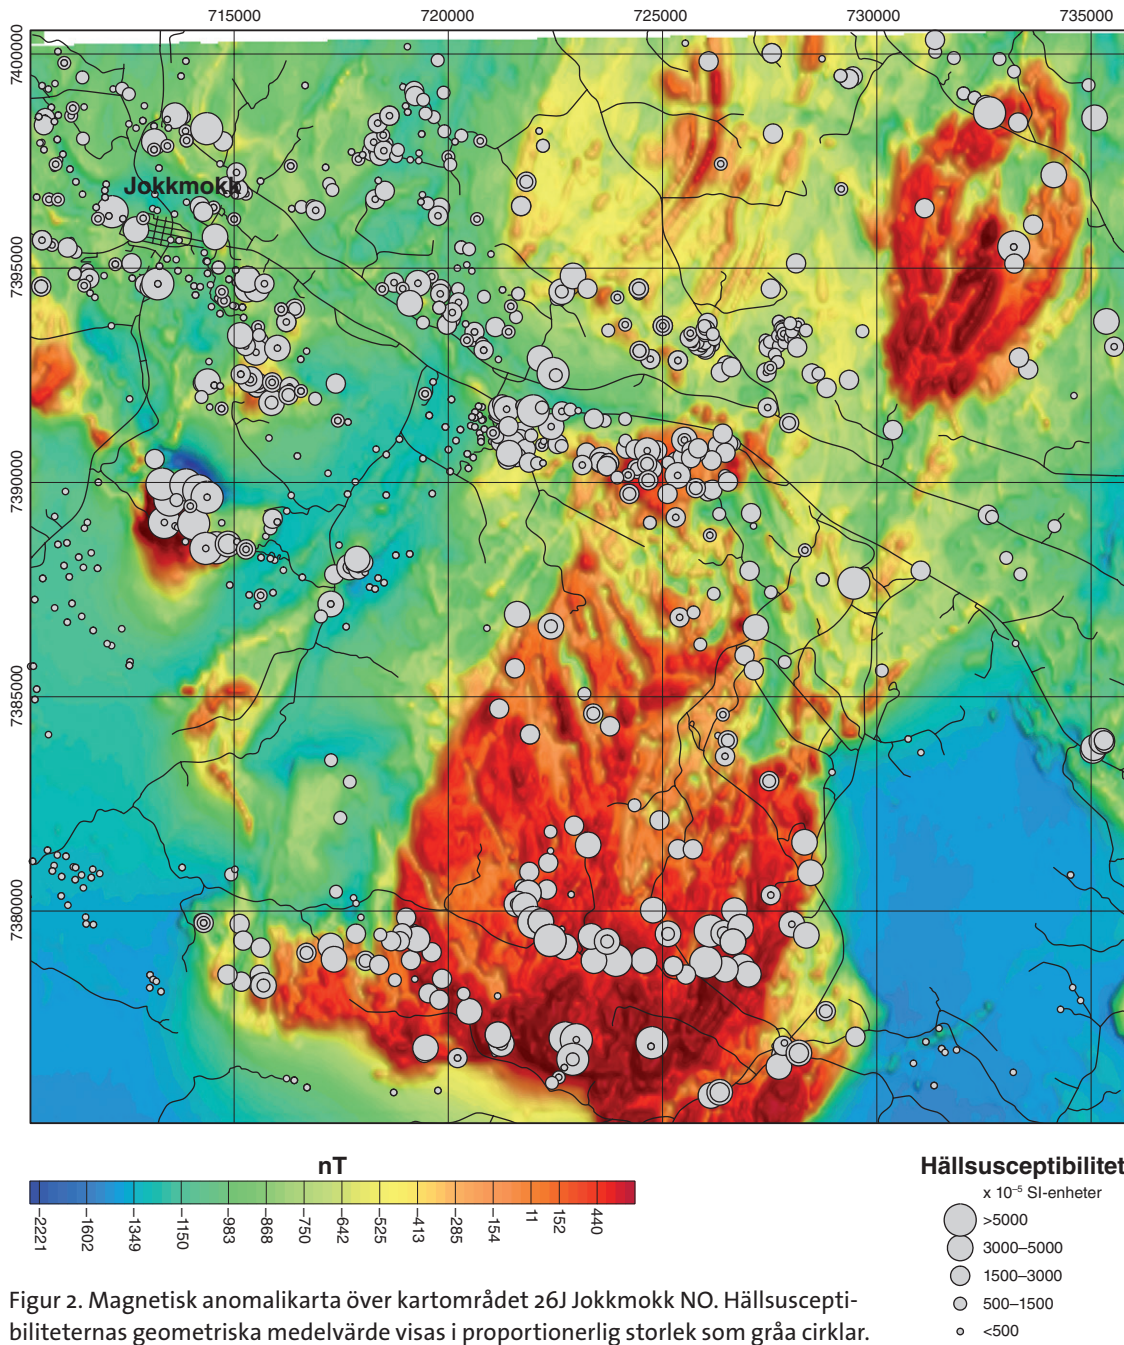 715000 720000 725000 730000 735000
7400000
7395000
7390000
7385000
7380000
Jokkmokk
nT
−2221 −1602 −1349 −1150 −983 −868 −750 −642 −525 −413 −285 −154 11 152 440
Hällsusceptibilitet
x 10⁻⁵ SI-enheter
>5000
3000–5000
1500–3000
500–1500
<500
Figur 2. Magnetisk anomalikarta över kartområdet 26J Jokkmokk NO. Hällsuscepti-
biliteternas geometriska medelvärde visas i proportionerlig storlek som gråa cirklar.